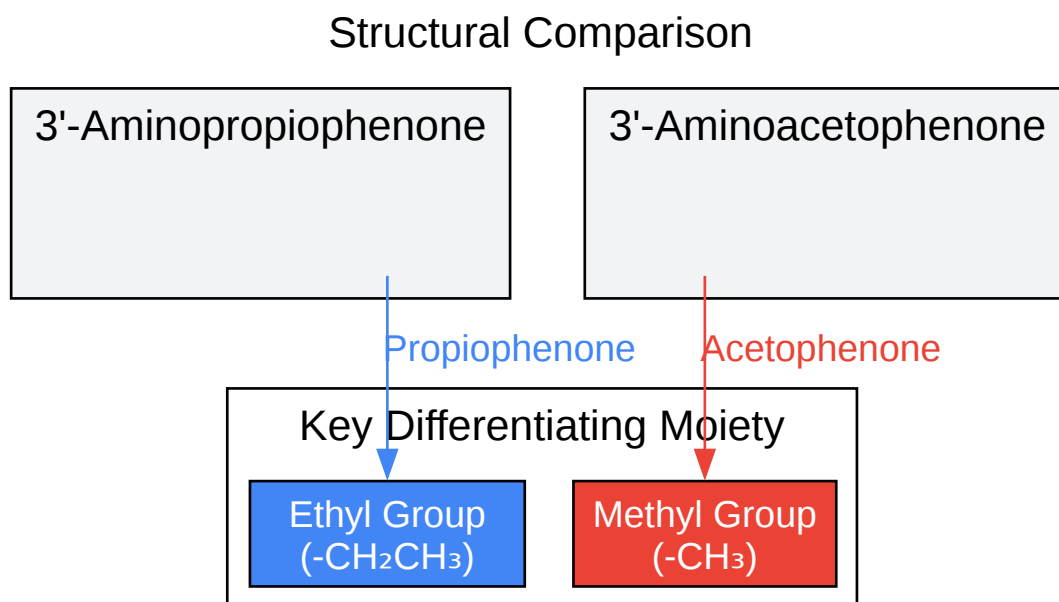 Structural Comparison
3'-Aminopropiophenone
3'-Aminoacetophenone
Propiophenone
Acetophenone
Key Differentiating Moiety
Ethyl Group
(-CH₂CH₃)
Methyl Group
(-CH₃)